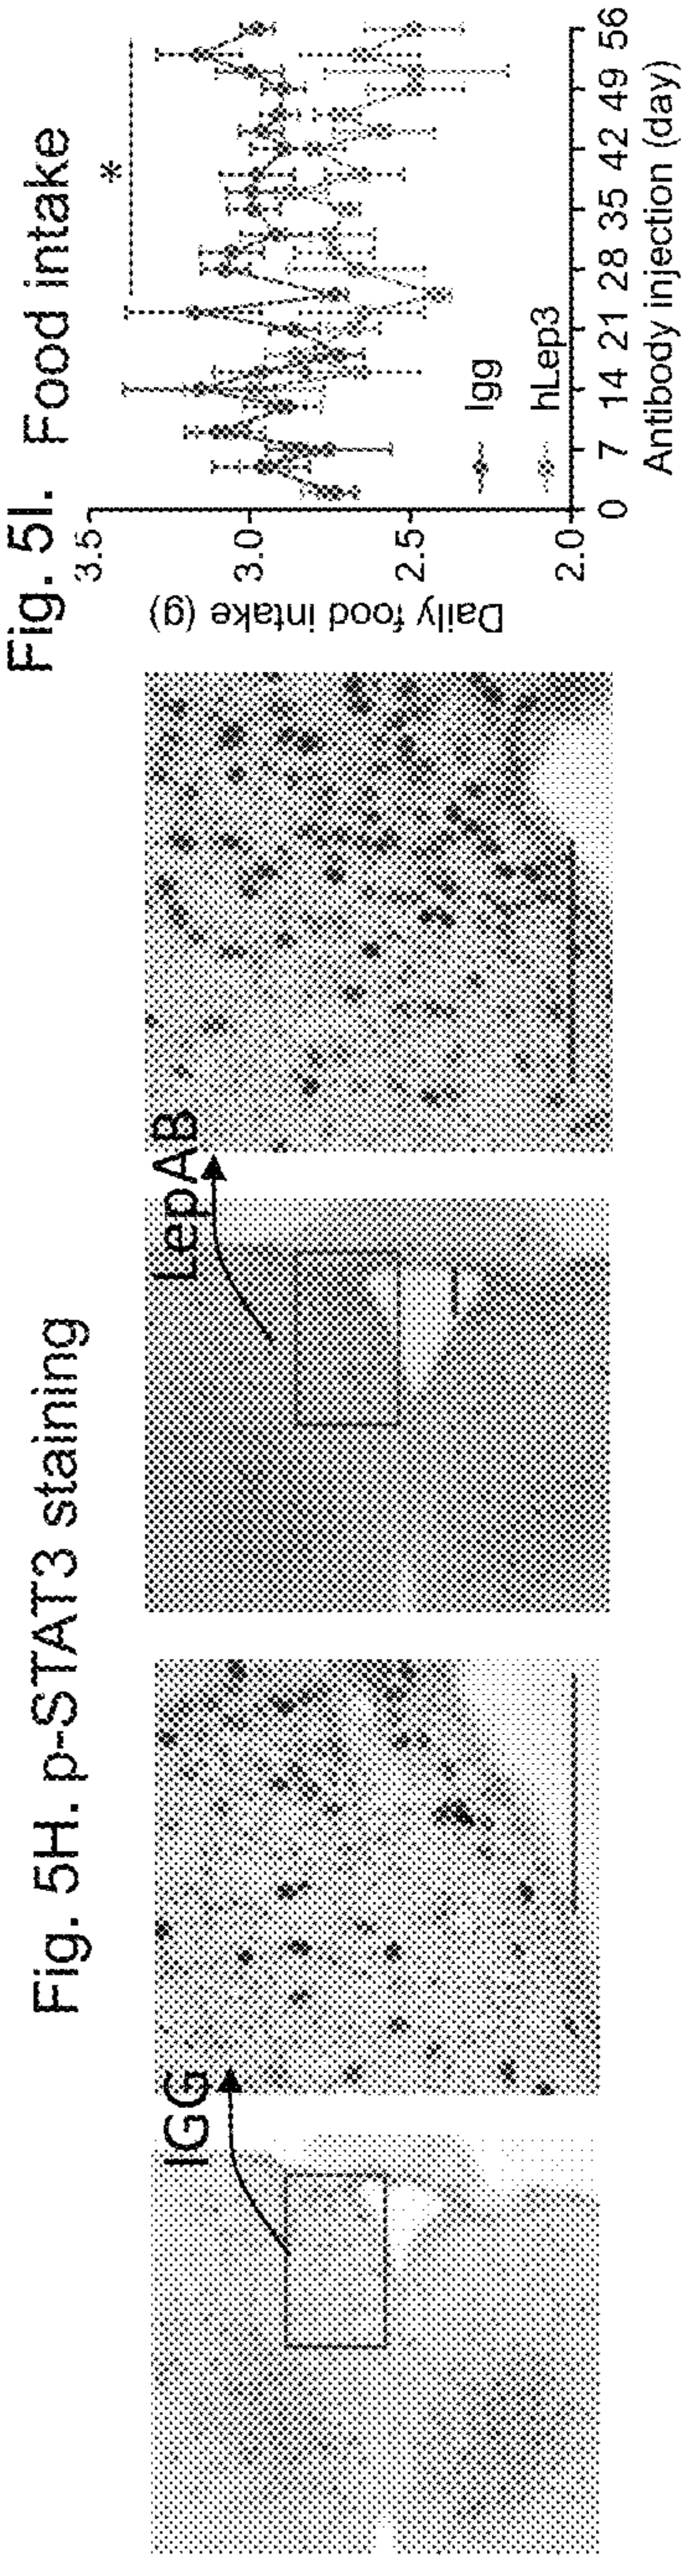 Fig. 5H. p-STAT3 staining
IGG
LepAB
Fig. 5I. Food intake
3.5
3.0
2.5
2.0
Daily food intake (g)
*
Igg
hLep3
0 7 14 21 28 35 42 49 56
Antibody injection (day)